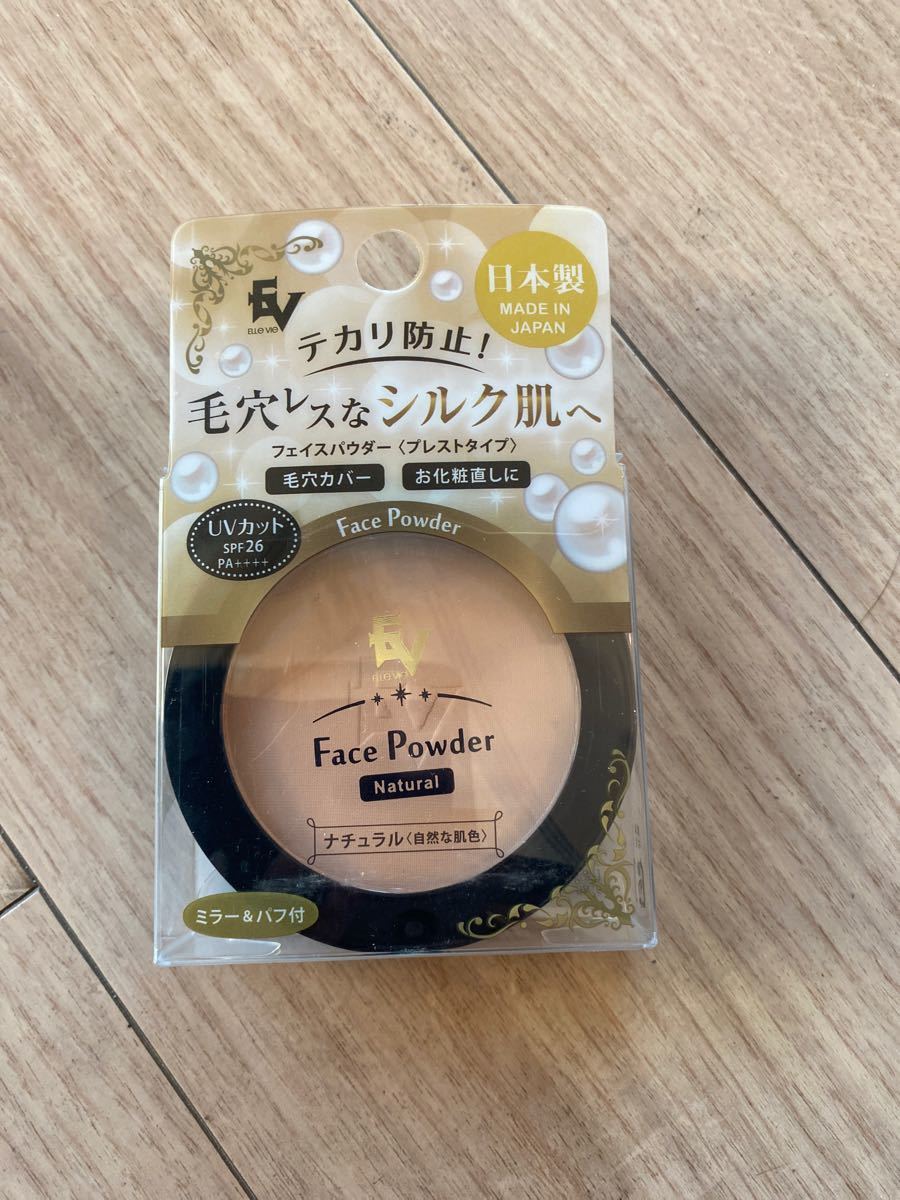 EV
ELLe vie
日本製
MADE IN
JAPAN
テカリ防止!
毛穴レスなシルク肌へ
フェイスパウダー〈プレストタイプ〉
毛穴カバー
お化粧直しに
UVカット
SPF26
PA++++
Face Powder
EV
ELLe vie
Face Powder
Natural
ナチュラル〈自然な肌色〉
ミラー&パフ付